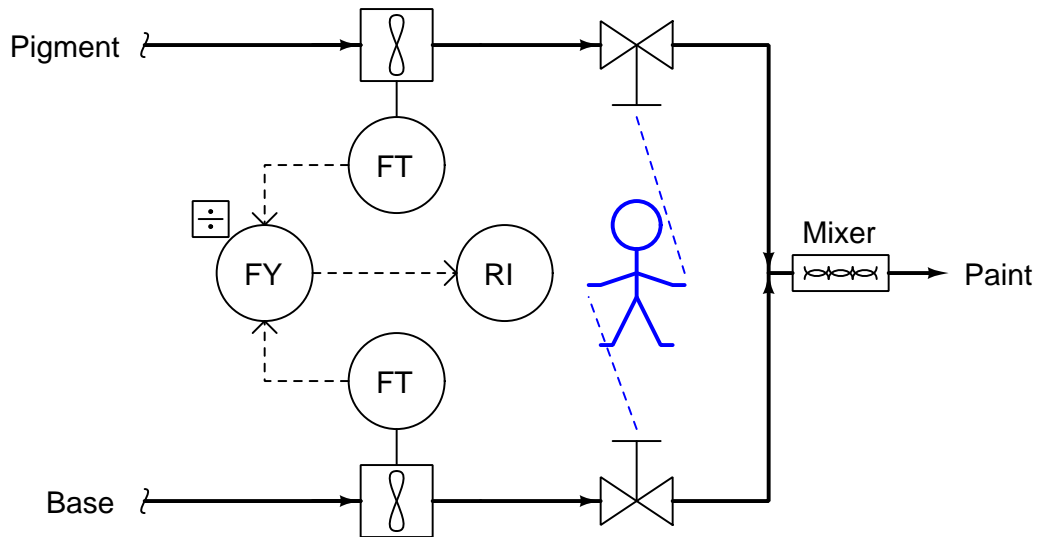 Pigment
FT
÷
FY
RI
Mixer
Paint
FT
Base